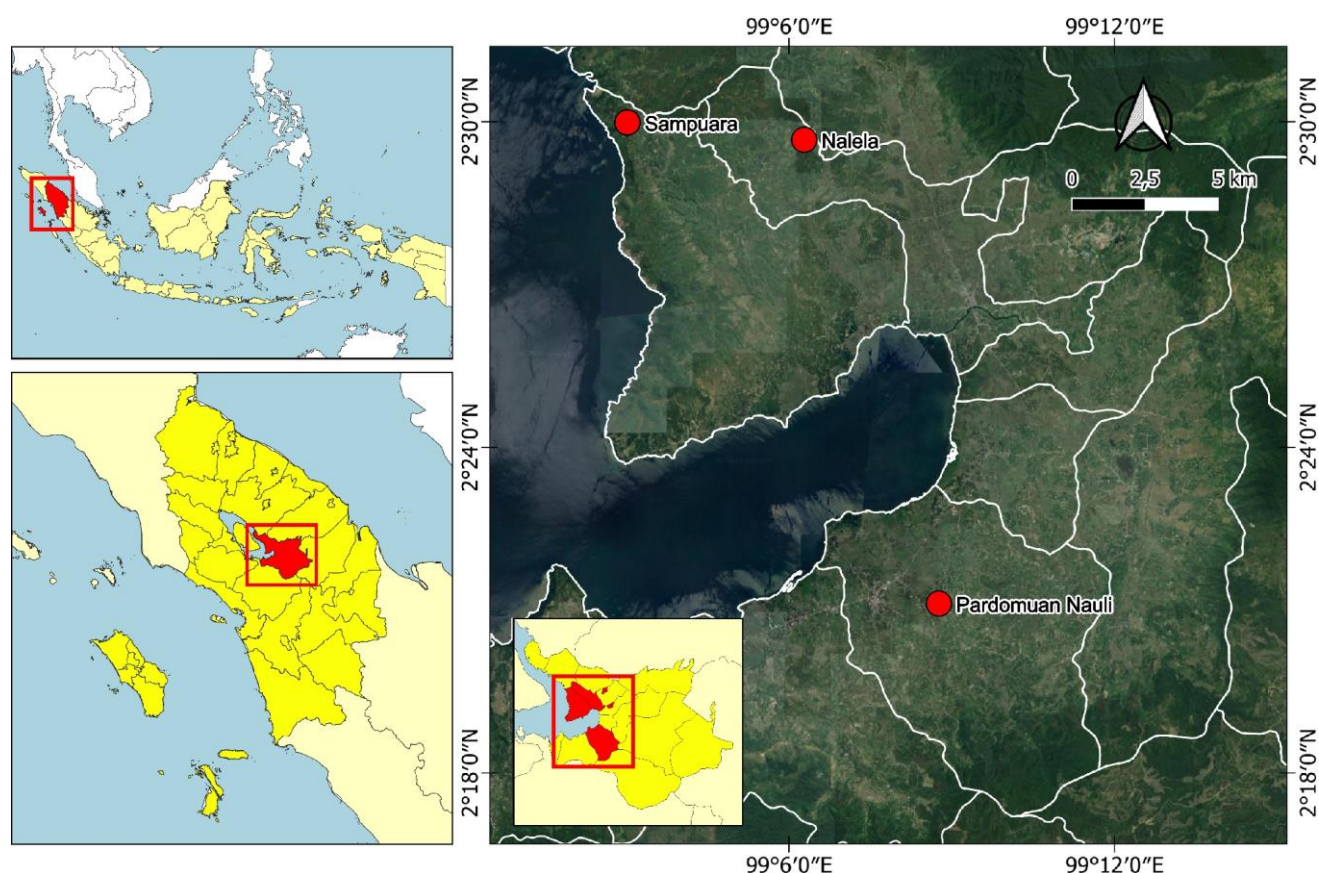 99°6′0″E 99°12′0″E
2°30′0″N 2°30′0″N
Sampuara
Nalela
0 2,5 5 km
2°24′0″N 2°24′0″N
Pardomuan Nauli
2°18′0″N 2°18′0″N
99°6′0″E 99°12′0″E